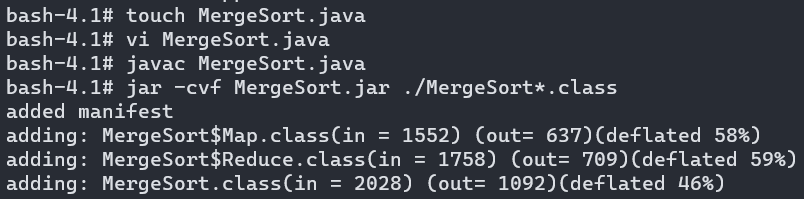 bash-4.1# touch MergeSort.java
bash-4.1# vi MergeSort.java
bash-4.1# javac MergeSort.java
bash-4.1# jar -cvf MergeSort.jar ./MergeSort*.class
added manifest
adding: MergeSort$Map.class(in = 1552) (out= 637)(deflated 58%)
adding: MergeSort$Reduce.class(in = 1758) (out= 709)(deflated 59%)
adding: MergeSort.class(in = 2028) (out= 1092)(deflated 46%)